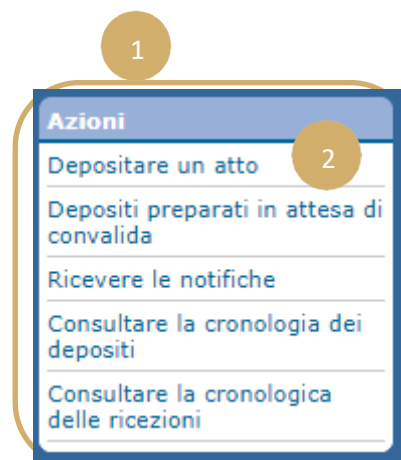 1
Azioni
2
Depositare un atto
Depositi preparati in attesa di
convalida
Ricevere le notifiche
Consultare la cronologia dei
depositi
Consultare la cronologica
delle ricezioni